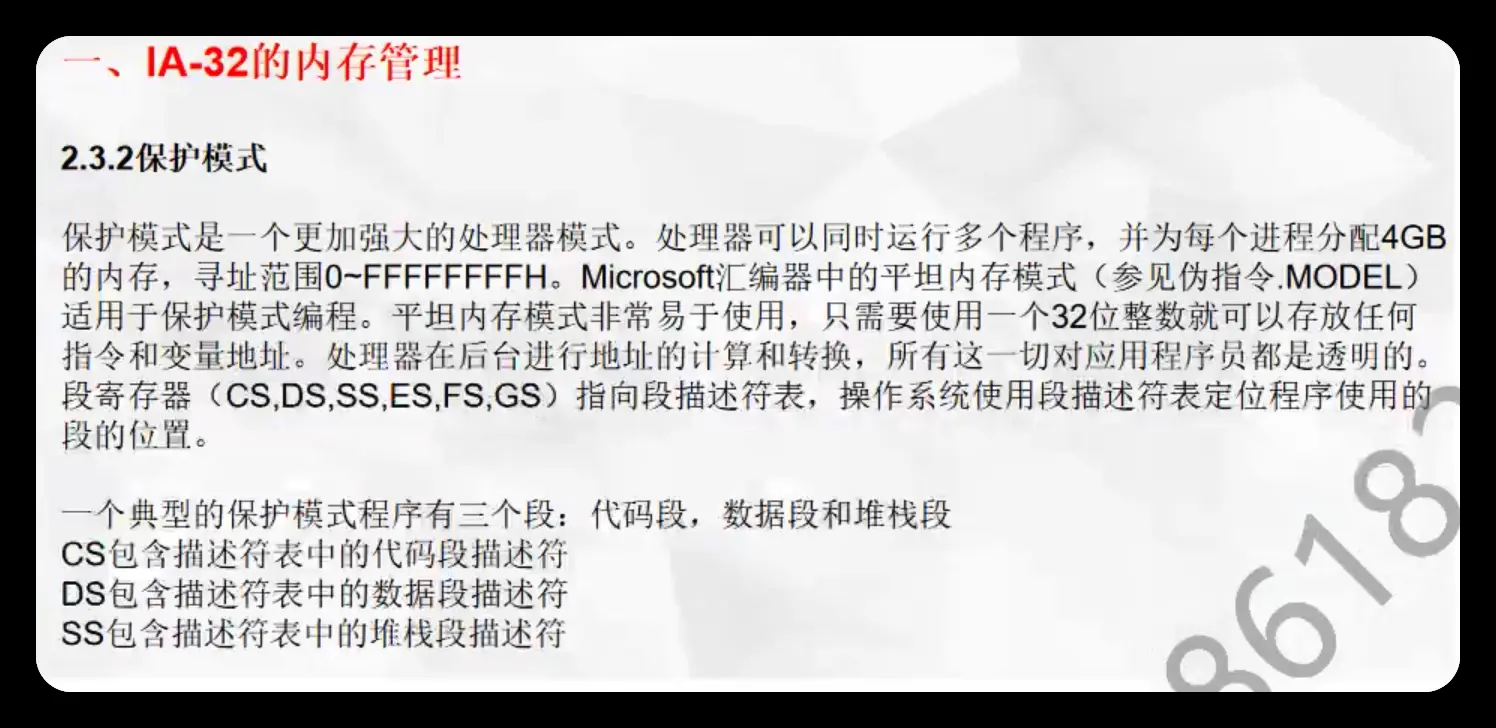 一、IA-32的内存管理
2.3.2保护模式
保护模式是一个更加强大的处理器模式。处理器可以同时运行多个程序，并为每个进程分配4GB
的内存，寻址范围0~FFFFFFFFH。Microsoft汇编器中的平坦内存模式（参见伪指令.MODEL）
适用于保护模式编程。平坦内存模式非常易于使用，只需要使用一个32位整数就可以存放任何
指令和变量地址。处理器在后台进行地址的计算和转换，所有这一切对应用程序员都是透明的。
段寄存器（CS,DS,SS,ES,FS,GS）指向段描述符表，操作系统使用段描述符表定位程序使用的
段的位置。
一个典型的保护模式程序有三个段：代码段，数据段和堆栈段
CS包含描述符表中的代码段描述符
DS包含描述符表中的数据段描述符
SS包含描述符表中的堆栈段描述符
8618